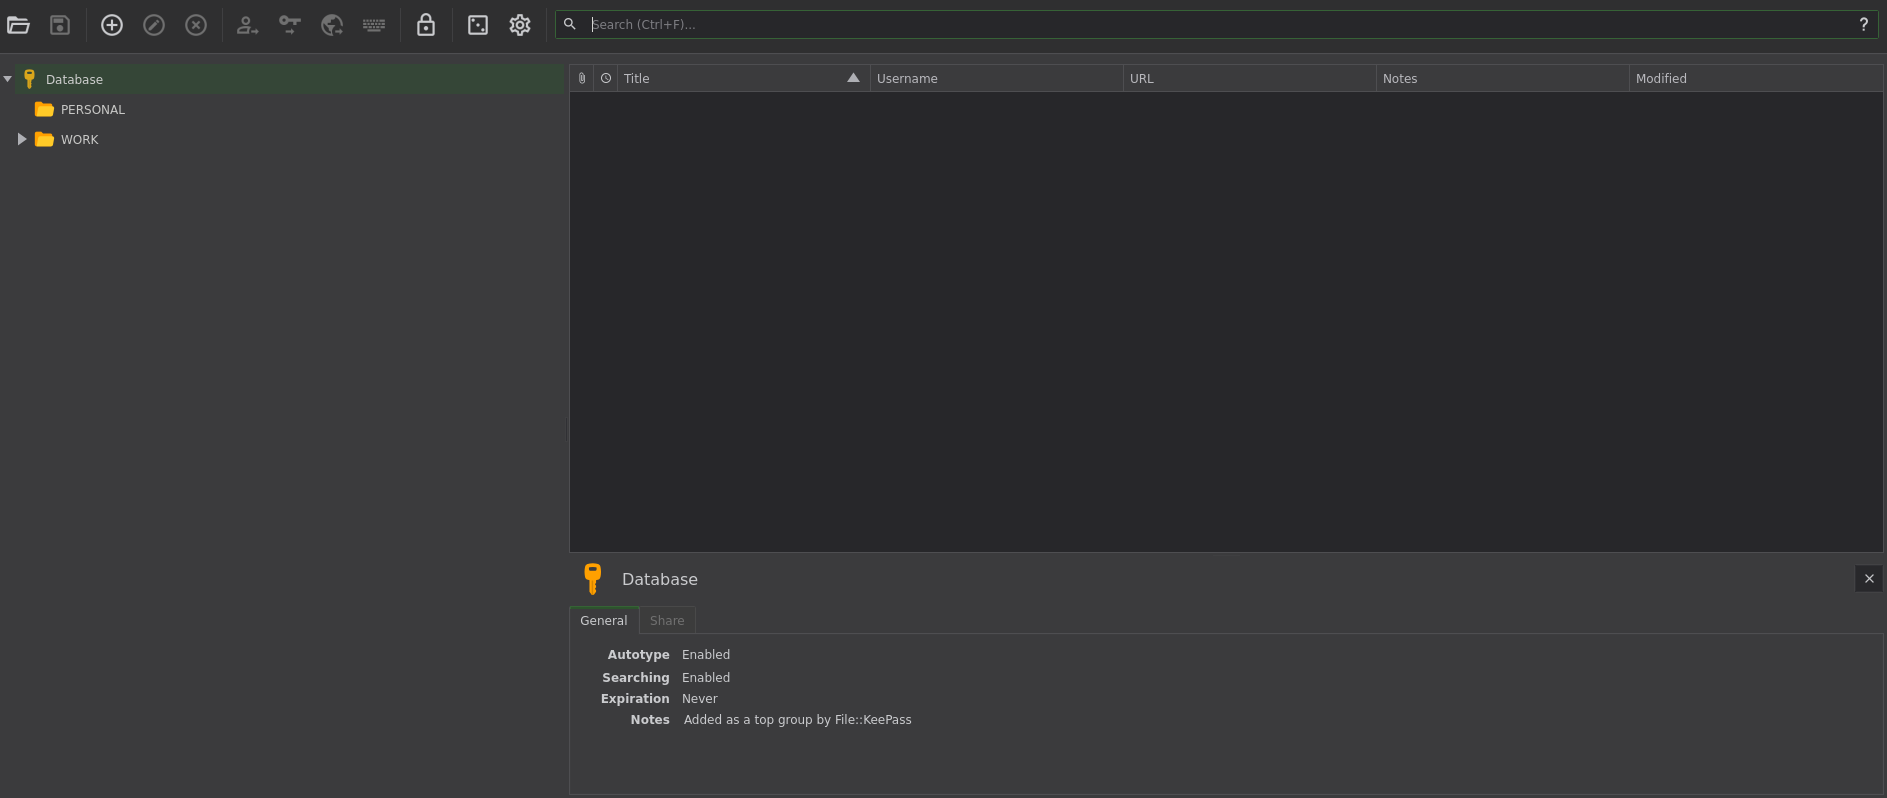 Search (Ctrl+F)...
?
Database
PERSONAL
WORK
Title Username URL Notes Modified
Database
General Share
Autotype Enabled
Searching Enabled
Expiration Never
Notes Added as a top group by File::KeePass